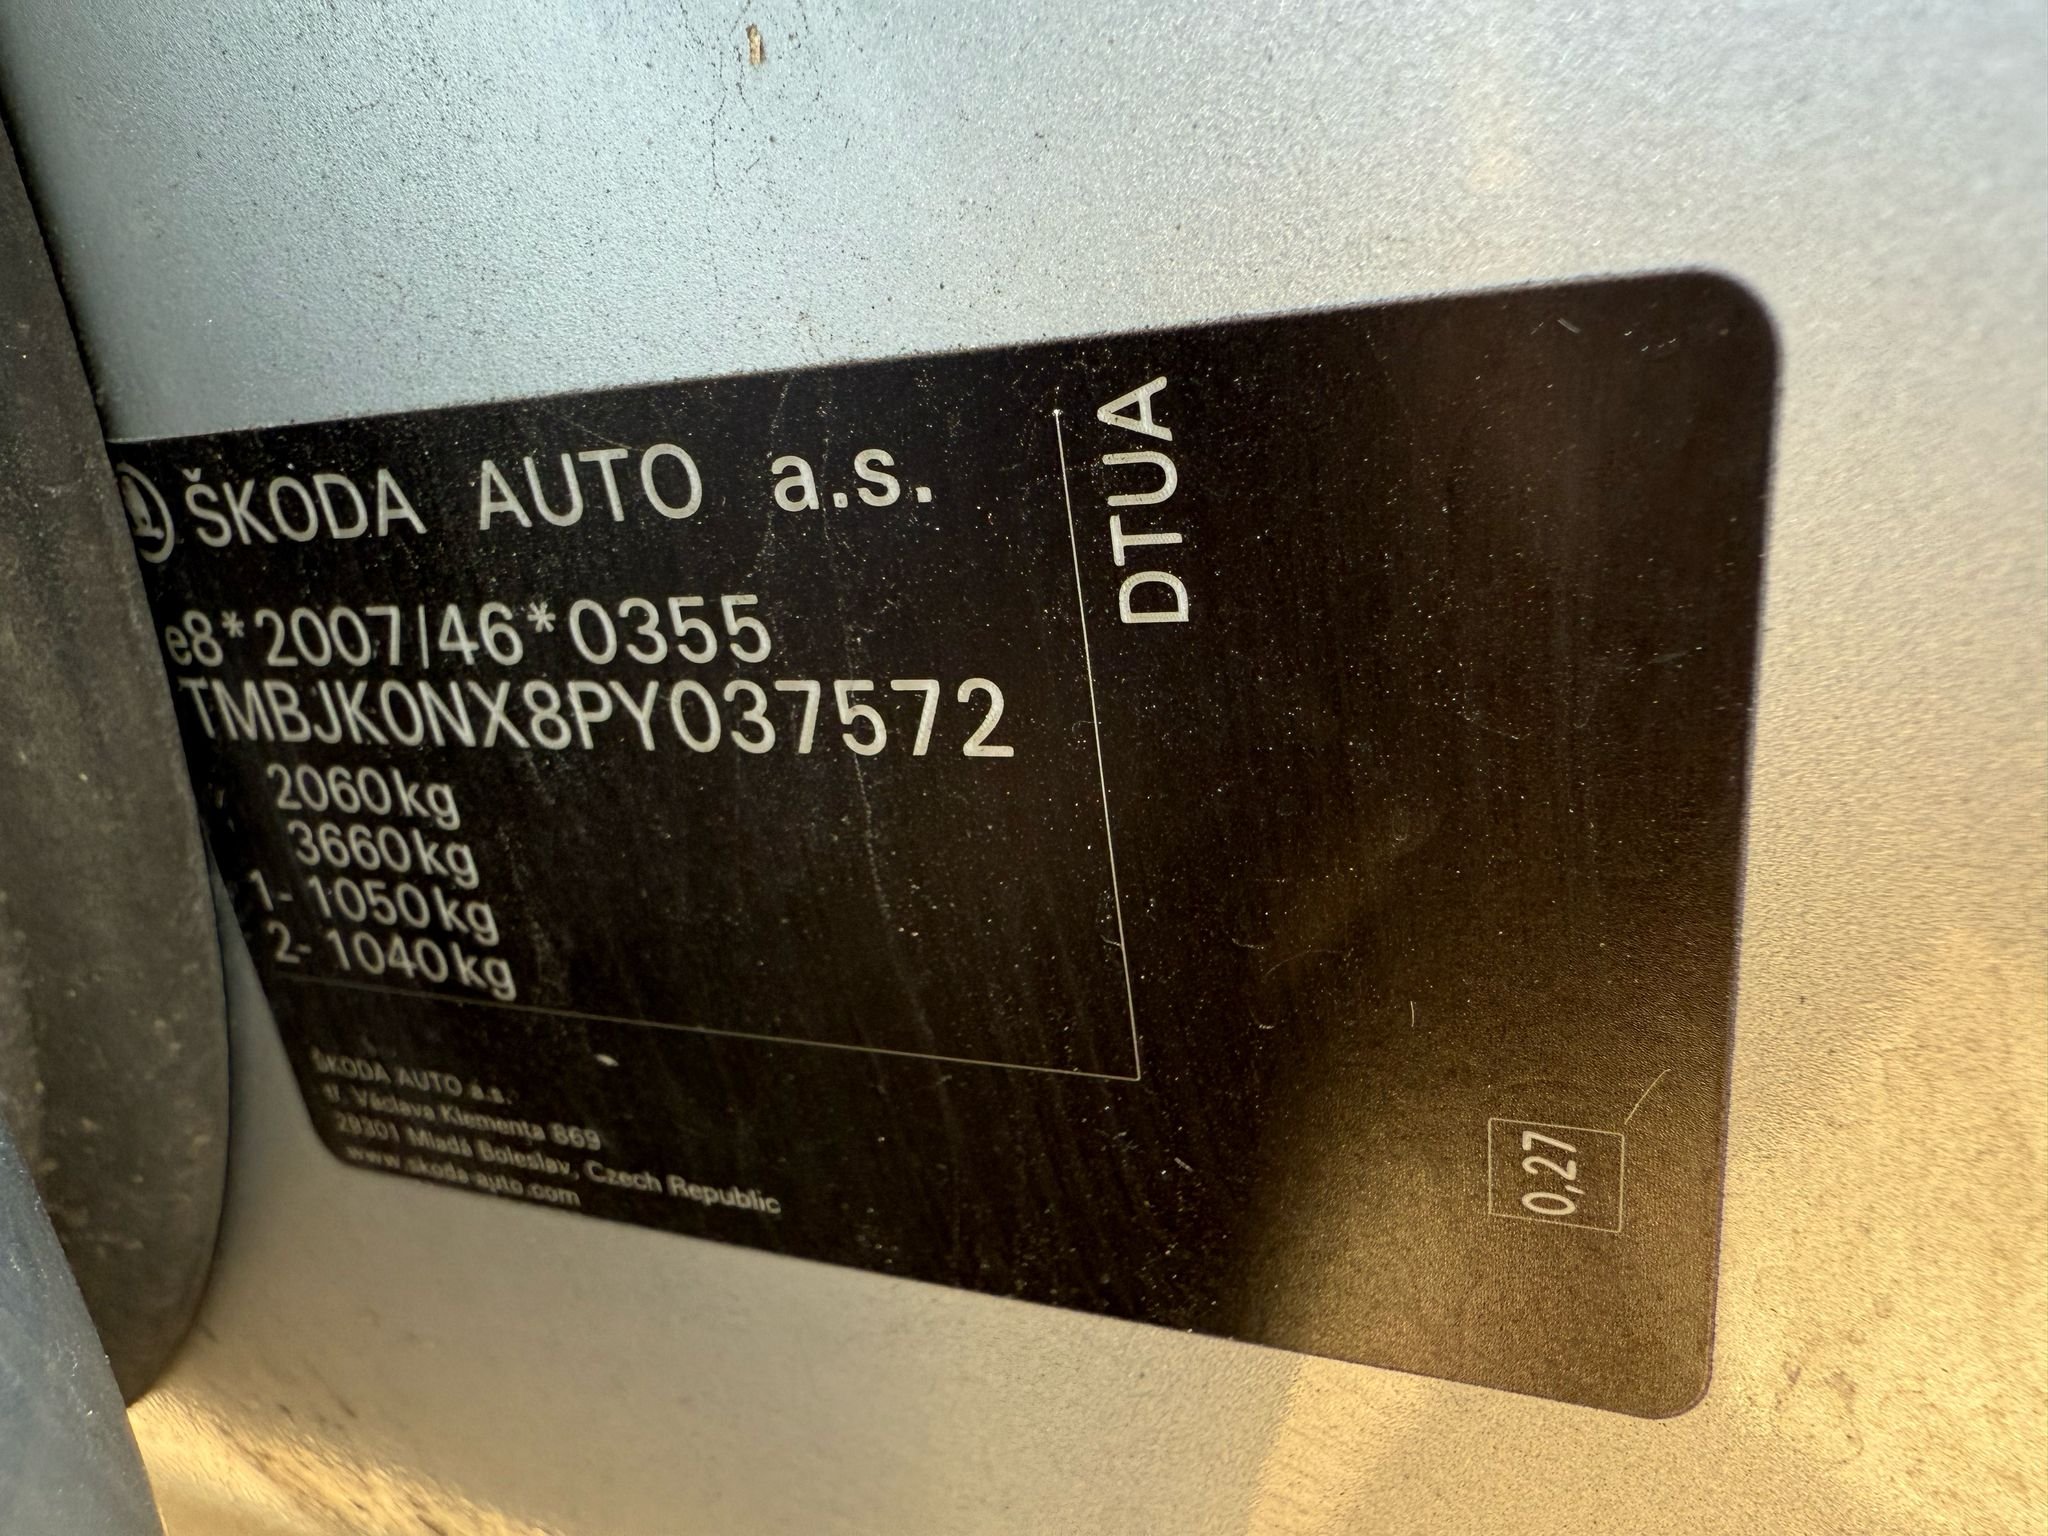 ŠKODA AUTO a.s.
e8*2007/46*0355
TMBJK0NX8PY037572
2060kg
3660kg
1- 1050kg
2- 1040kg
DTUA
ŠKODA AUTO a.s.
tř. Václava Klementa 869
29301 Mladá Boleslav, Czech Republic
www.skoda-auto.com
0,27